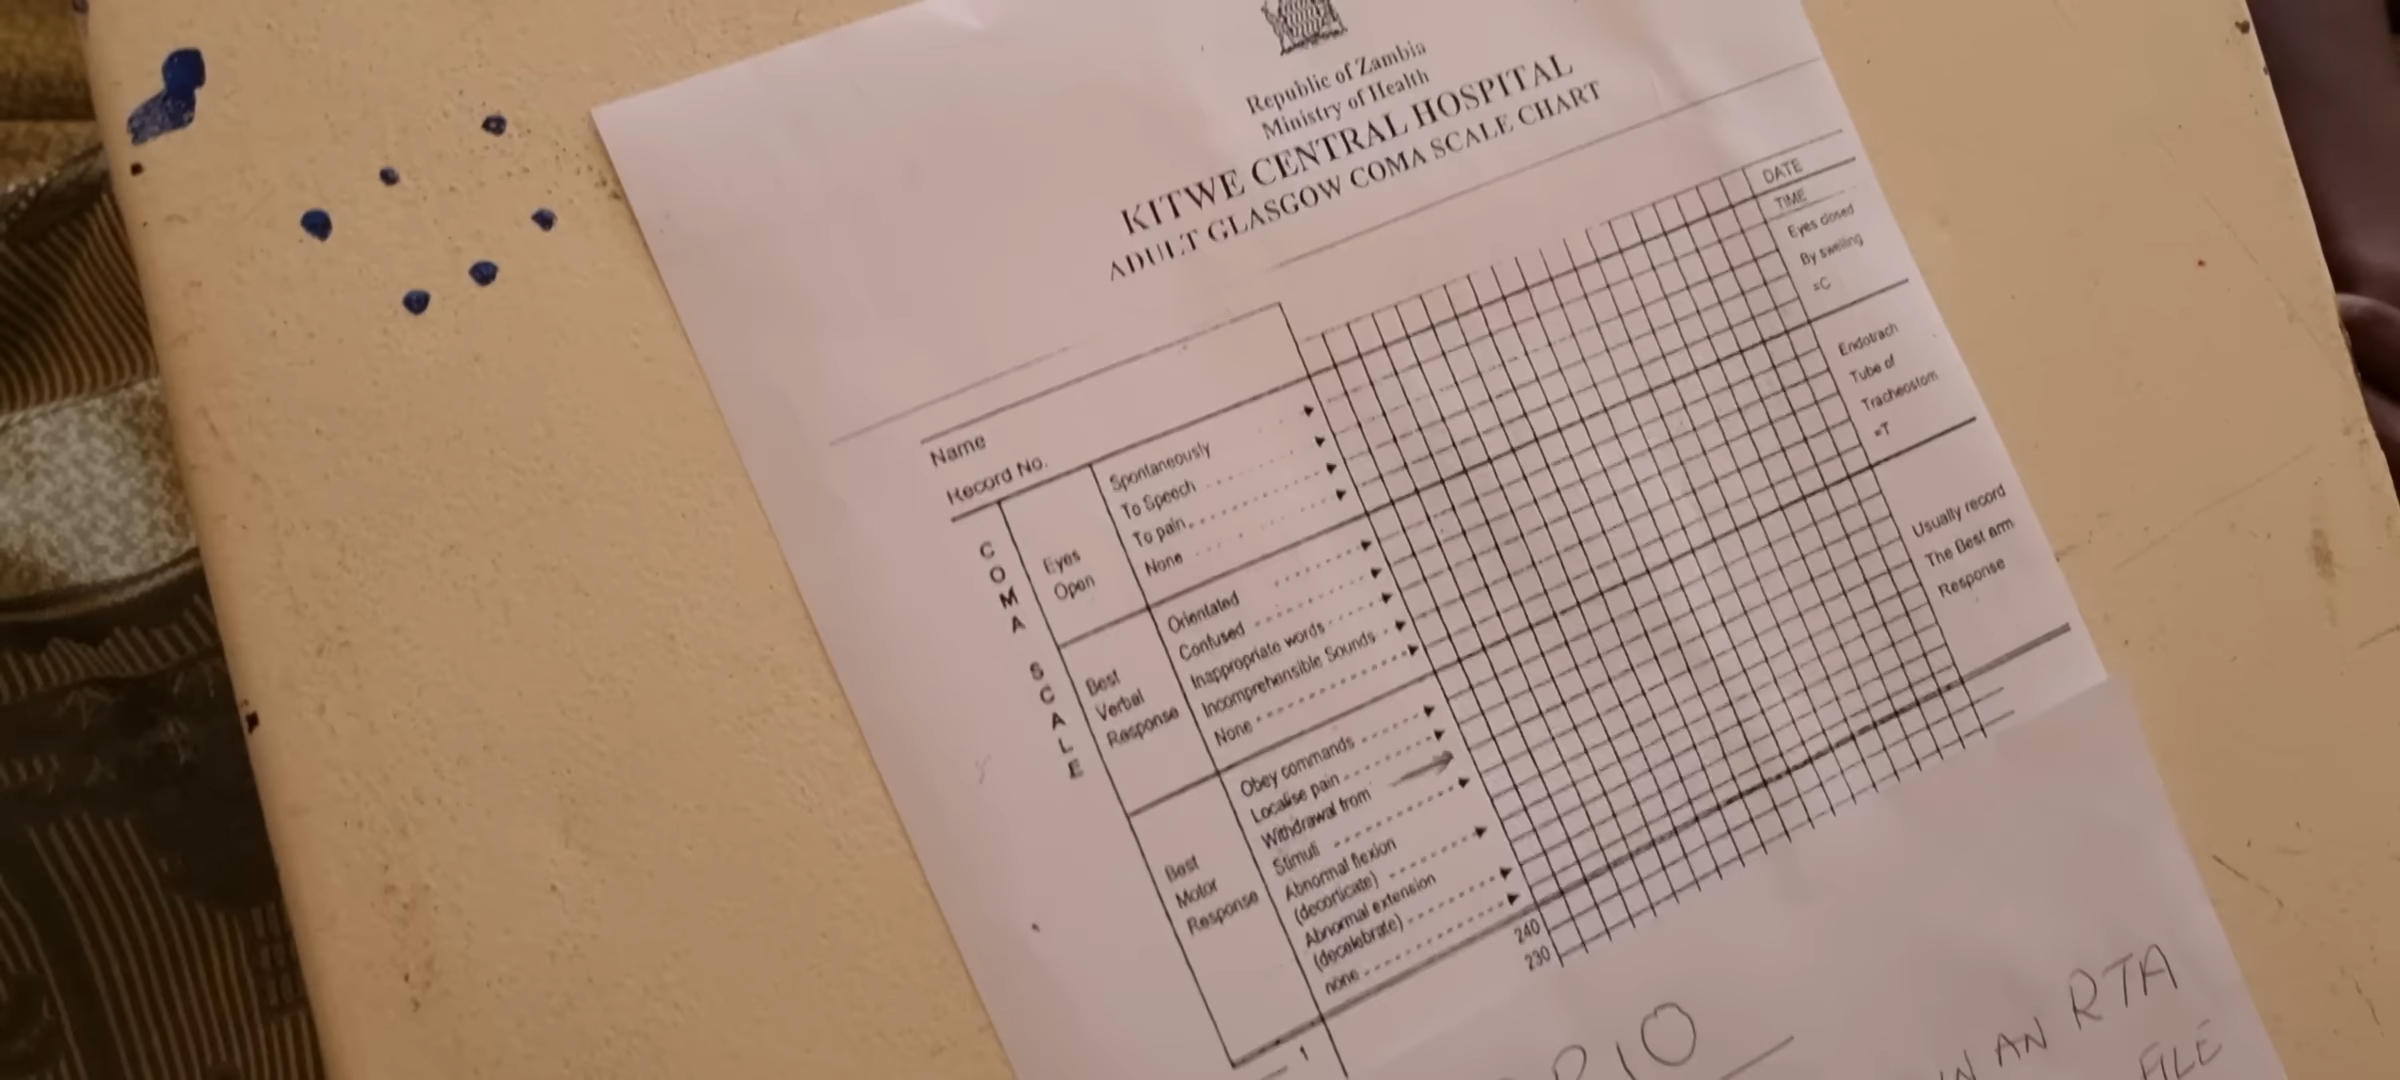 Republic of Zambia
Ministry of Health
KITWE CENTRAL HOSPITAL
ADULT GLASGOW COMA SCALE CHART
Name
Record No.
DATE
TIME
COMA SCALE
Eyes
Open
Spontaneously
To Speech
To pain
None
Eyes closed
By swelling
=C
Best
Verbal
Response
Orientated
Confused
Inappropriate words
Incomprehensible Sounds
None
Endotrach
Tube of
Tracheostom
=T
Best
Motor
Response
Obey commands
Localise pain
Withdrawal from
Stimuli
Abnormal flexion
(decorticate)
Abnormal extension
(decelebrate)
none
Usually record
The Best arm
Response
240
230
1
AN RTA
FILE